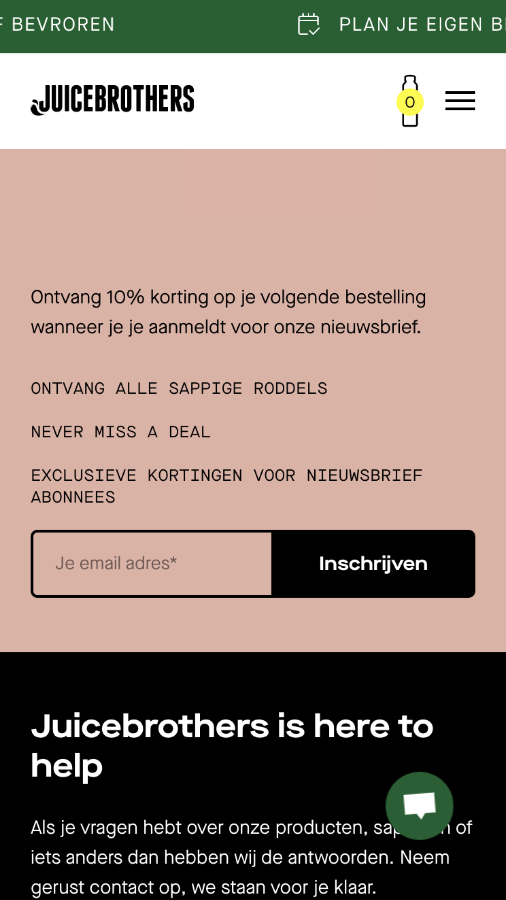 BEVROREN
PLAN JE EIGEN
JUICEBROTHERS
0
Ontvang 10% korting op je volgende bestelling
wanneer je je aanmeldt voor onze nieuwsbrief.
ONTVANG ALLE SAPPIGE RODDELS
NEVER MISS A DEAL
EXCLUSIEVE KORTINGEN VOOR NIEUWSBRIEF
ABONNEES
Je email adres*
Inschrijven
Juicebrothers is here to
help
Als je vragen hebt over onze producten, of
iets anders dan hebben wij de antwoorden. Neem
gerust contact op, we staan voor je klaar.